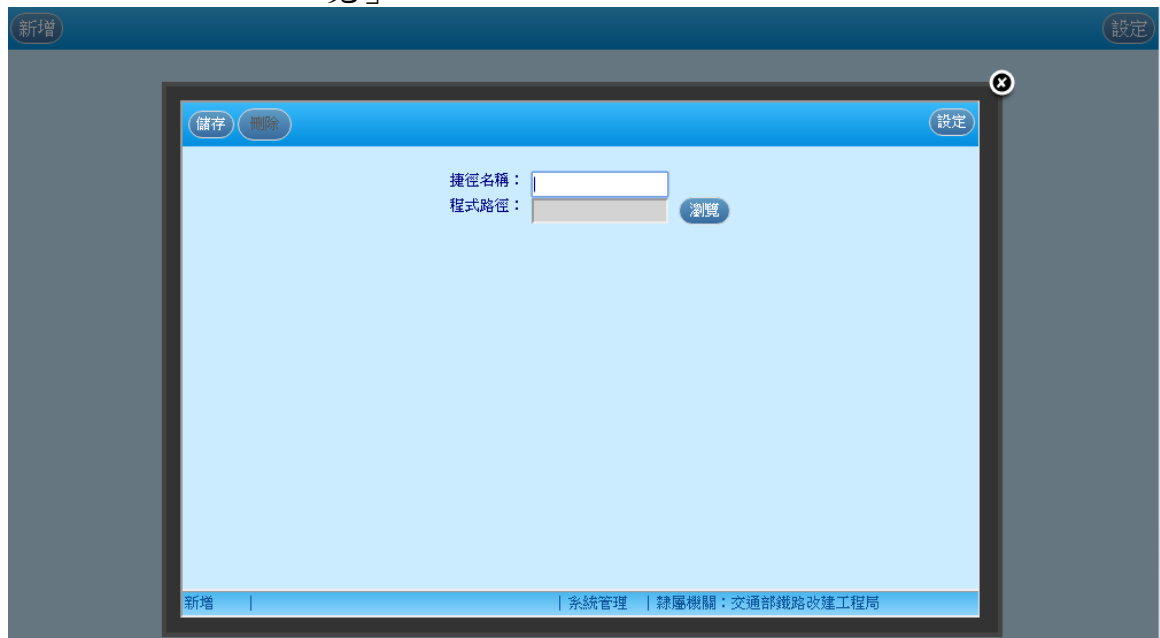 覽」
新增 設定
儲存 刪除 設定
捷徑名稱：
程式路徑： 瀏覽
新增 | | 系統管理 | 隸屬機關：交通部鐵路改建工程局